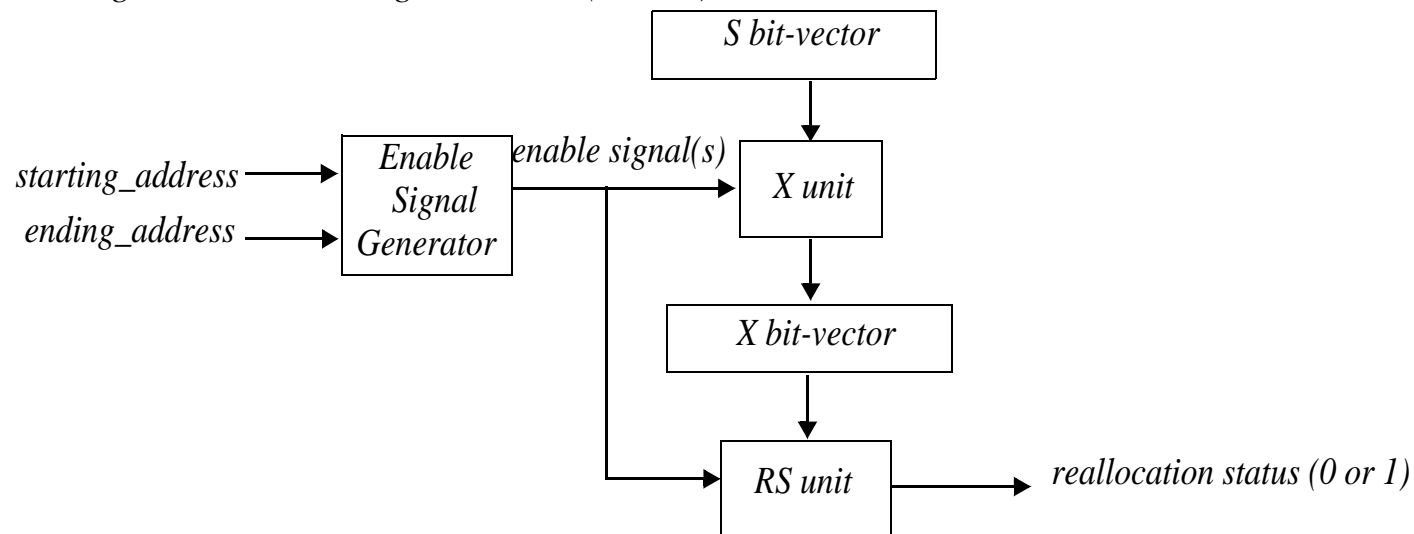 S bit-vector
starting_address
ending_address
Enable
Signal
Generator
enable signal(s)
X unit
X bit-vector
RS unit
reallocation status (0 or 1)